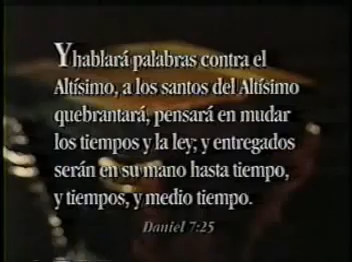 Y hablará palabras contra el
Altísimo, a los santos del Altísimo
quebrantará, pensará en mudar
los tiempos y la ley; y entregados
serán en su mano hasta tiempo,
y tiempos, y medio tiempo.
Daniel 7:25